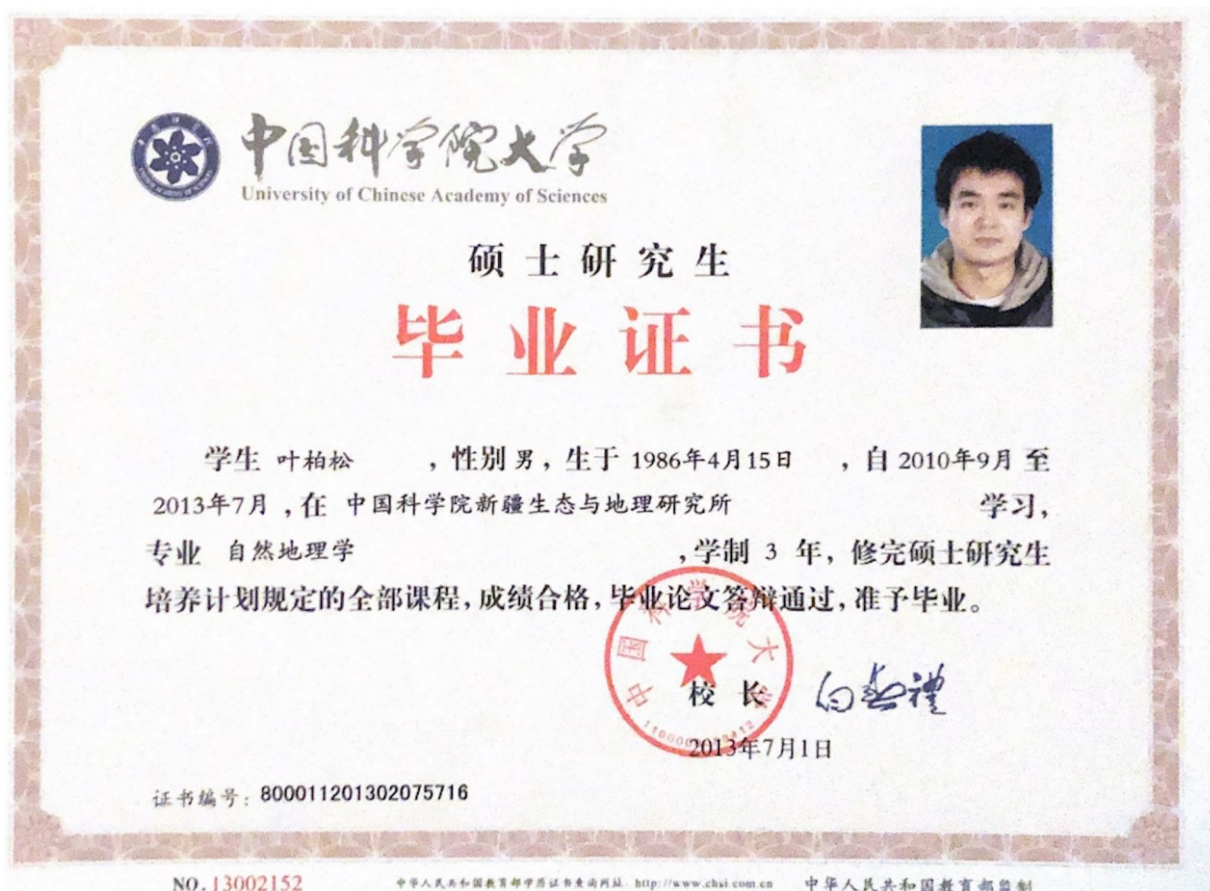 中国科学院大学
University of Chinese Academy of Sciences
硕士研究生
毕业证书
学生 叶柏松 ，性别 男，生于 1986年4月15日 ，自 2010年9月 至
2013年7月 ，在 中国科学院新疆生态与地理研究所 学习，
专业 自然地理学 ，学制 3 年，修完硕士研究生
培养计划规定的全部课程，成绩合格，毕业论文答辩通过，准予毕业。
中国科学院大学
校 长
2013年7月1日
证书编号：800011201302075716
NO.13002152
中华人民共和国教育部学历证书查询网站 http://www.chsi.com.cn
中华人民共和国教育部监制